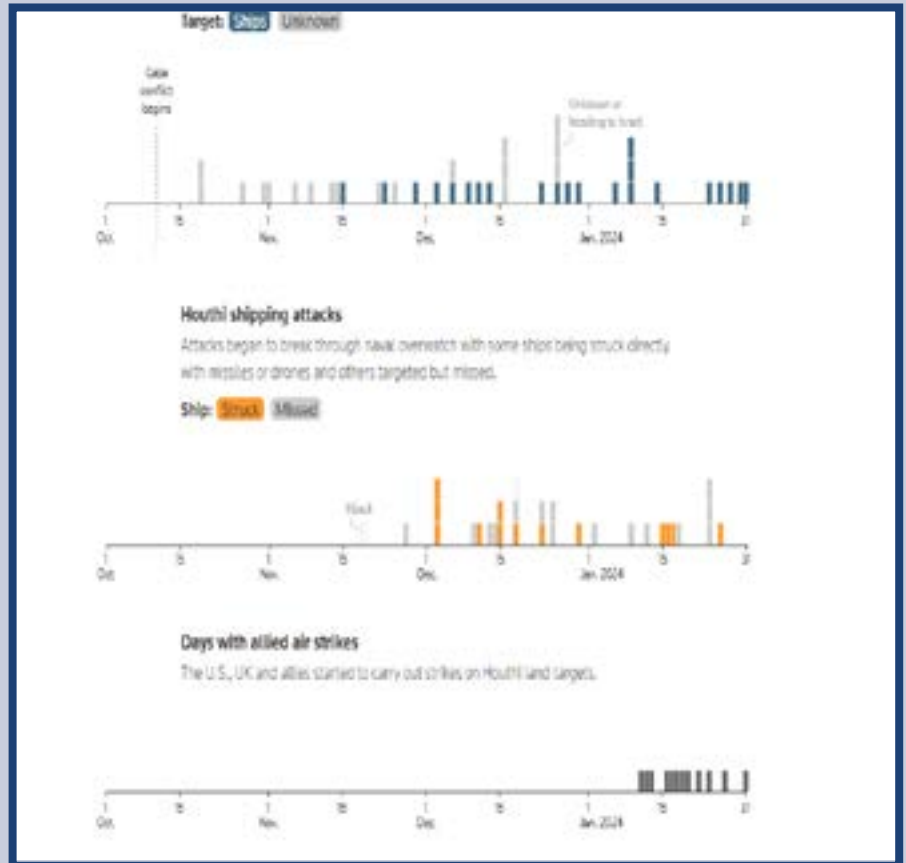 Target: Ships Unknown
Gaza
conflict
begins
Unknown or
heading to Israel
1 15 1 15 1 15 1 15 31
Oct. Nov. Dec. Jan. 2024
Houthi shipping attacks
Attacks began to break through naval overwatch with some ships being struck directly
with missiles or drones and others targeted but missed.
Ship: Struck Missed
1 15 1 15 1 15 1 15 31
Oct. Nov. Dec. Jan. 2024
Days with allied air strikes
The U.S., UK and allies started to carry out strikes on Houthi land targets.
1 15 1 15 1 15 1 15 31
Oct. Nov. Dec. Jan. 2024